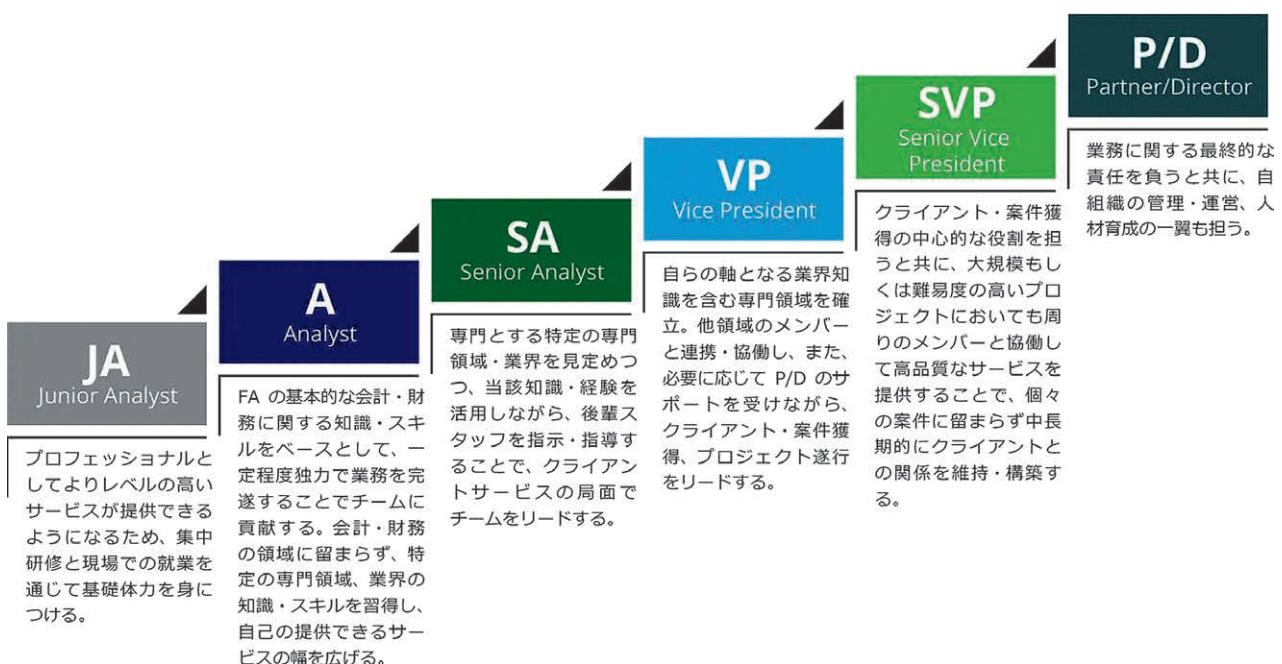 JA
Junior Analyst
プロフェッショナルと
してよりレベルの高い
サービスが提供できる
ようになるため、集中
研修と現場での就業を
通じて基礎体力を身に
つける。
A
Analyst
FA の基本的な会計・財
務に関する知識・スキ
ルをベースとして、一
定程度独力で業務を完
遂することでチームに
貢献する。会計・財務
の領域に留まらず、特
定の専門領域、業界の
知識・スキルを習得し、
自己の提供できるサー
ビスの幅を広げる。
SA
Senior Analyst
専門とする特定の専門
領域・業界を見定めつ
つ、当該知識・経験を
活用しながら、後輩ス
タッフを指示・指導す
ることで、クライアン
トサービスの局面で
チームをリードする。
VP
Vice President
自らの軸となる業界知
識を含む専門領域を確
立。他領域のメンバー
と連携・協働し、また、
必要に応じて P/D のサ
ポートを受けながら、
クライアント・案件獲
得、プロジェクト遂行
をリードする。
SVP
Senior Vice
President
クライアント・案件獲
得の中心的な役割を担
うと共に、大規模もし
くは難易度の高いプロ
ジェクトにおいても周
りのメンバーと協働し
て高品質なサービスを
提供することで、個々
の案件に留まらず中長
期的にクライアントと
の関係を維持・構築す
る。
P/D
Partner/Director
業務に関する最終的な
責任を負うと共に、自
組織の管理・運営、人
材育成の一翼も担う。